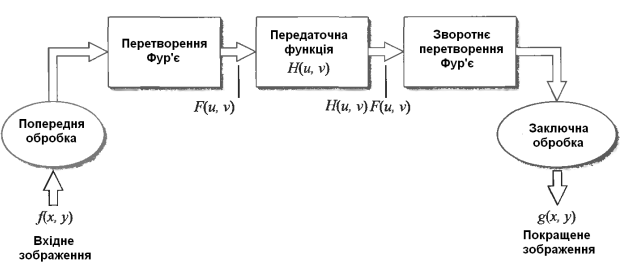 Перетворення
Фур'є
Передаточна
функція
H(u, v)
Зворотнє
перетворення
Фур'є
F(u, v)
H(u, v) F(u, v)
Попередня
обробка
Заключна
обробка
f(x, y)
g(x, y)
Вхідне
зображення
Покращене
зображення